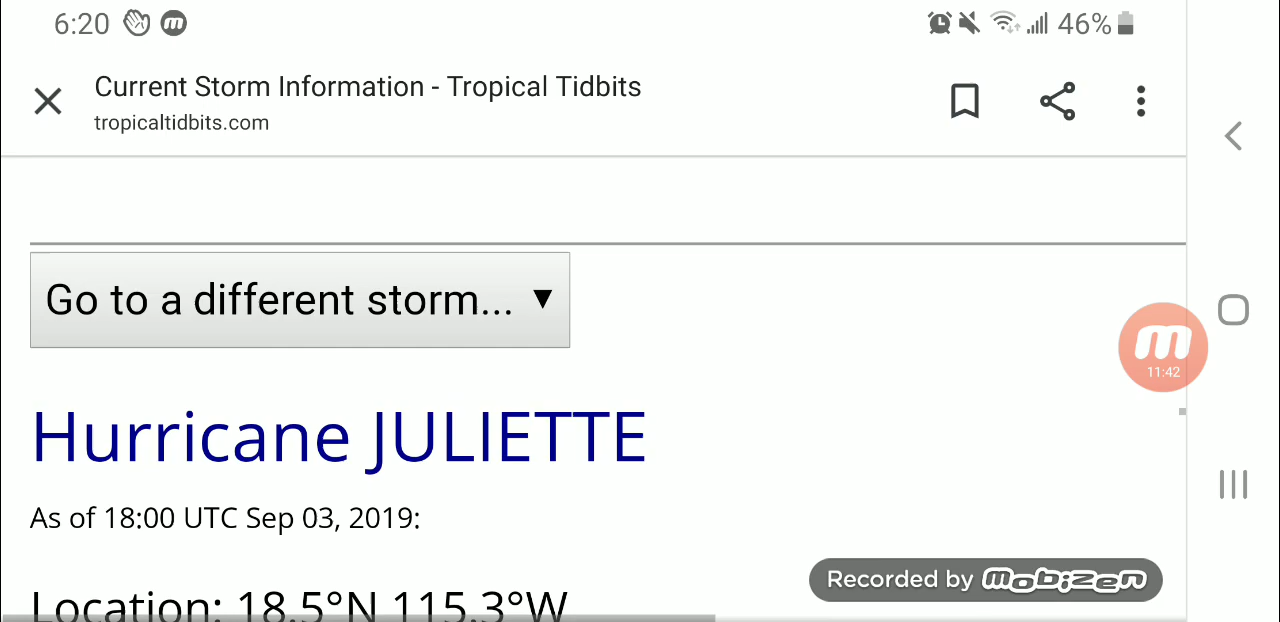 6:20 m 46%
Current Storm Information - Tropical Tidbits
tropicaltidbits.com
Go to a different storm... ▼
m
11:42
Hurricane JULIETTE
As of 18:00 UTC Sep 03, 2019:
Recorded by mobizen
Location: 18.5°N 115.3°W